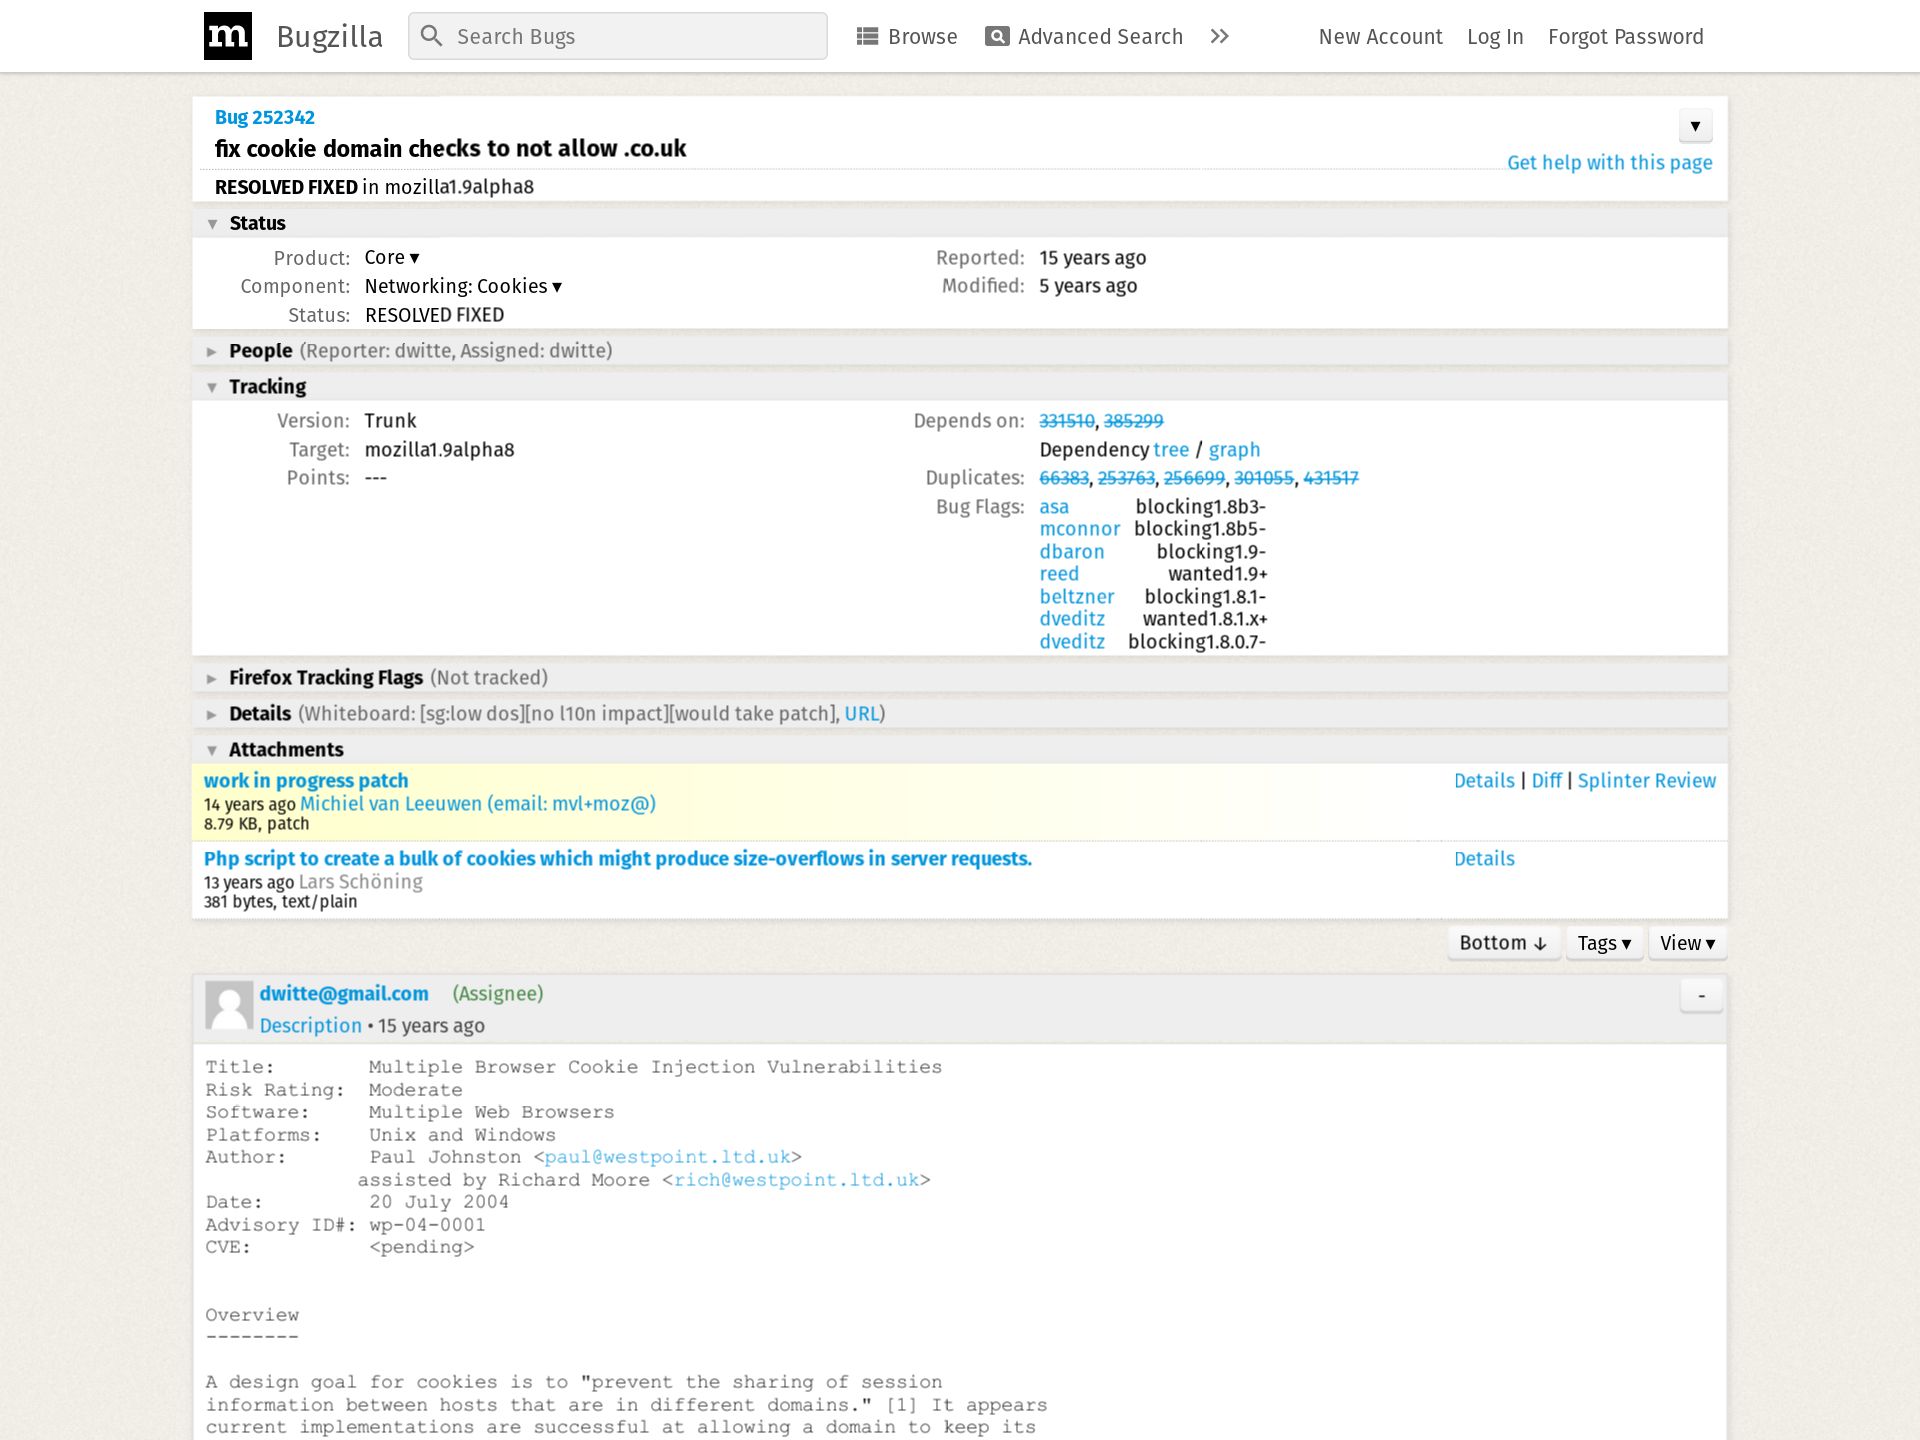 m Bugzilla Search Bugs Browse Advanced Search New Account Log In Forgot Password
Bug 252342 ▼
fix cookie domain checks to not allow .co.uk
Get help with this page
RESOLVED FIXED in mozilla1.9alpha8
▼ Status
Product: Core ▾ Reported: 15 years ago
Component: Networking: Cookies ▾ Modified: 5 years ago
Status: RESOLVED FIXED
▶ People (Reporter: dwitte, Assigned: dwitte)
▼ Tracking
Version: Trunk Depends on: 331510, 385299
Target: mozilla1.9alpha8 Dependency tree / graph
Points: --- Duplicates: 66383, 253763, 256699, 301055, 431517
Bug Flags: asa blocking1.8b3-
mconnor blocking1.8b5-
dbaron blocking1.9-
reed wanted1.9+
beltzner blocking1.8.1-
dveditz wanted1.8.1.x+
dveditz blocking1.8.0.7-
▶ Firefox Tracking Flags (Not tracked)
▶ Details (Whiteboard: [sg:low dos][no l10n impact][would take patch], URL)
▼ Attachments
work in progress patch Details | Diff | Splinter Review
14 years ago Michiel van Leeuwen (email: mvl+moz@)
8.79 KB, patch
Php script to create a bulk of cookies which might produce size-overflows in server requests. Details
13 years ago Lars Schöning
381 bytes, text/plain
Bottom ↓ Tags ▾ View ▾
dwitte@gmail.com (Assignee) -
Description • 15 years ago
Title: Multiple Browser Cookie Injection Vulnerabilities
Risk Rating: Moderate
Software: Multiple Web Browsers
Platforms: Unix and Windows
Author: Paul Johnston <paul@westpoint.ltd.uk>
assisted by Richard Moore <rich@westpoint.ltd.uk>
Date: 20 July 2004
Advisory ID#: wp-04-0001
CVE: <pending>
Overview
--------
A design goal for cookies is to "prevent the sharing of session
information between hosts that are in different domains." [1] It appears
current implementations are successful at allowing a domain to keep its